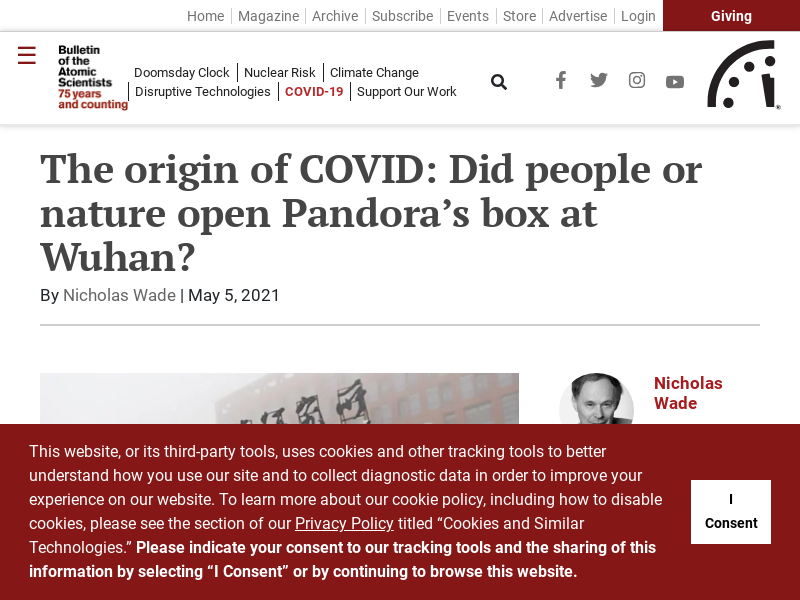 Home
Magazine
Archive
Subscribe
Events
Store
Advertise
Login
Giving
☰
Bulletin
of the
Atomic
Scientists
75 years
and counting
Doomsday Clock
Nuclear Risk
Climate Change
Disruptive Technologies
COVID-19
Support Our Work
The origin of COVID: Did people or
nature open Pandora’s box at
Wuhan?
By Nicholas Wade | May 5, 2021
Nicholas
Wade
This website, or its third-party tools, uses cookies and other tracking tools to better
understand how you use our site and to collect diagnostic data in order to improve your
experience on our website. To learn more about our cookie policy, including how to disable
cookies, please see the section of our Privacy Policy titled “Cookies and Similar
Technologies.” Please indicate your consent to our tracking tools and the sharing of this
information by selecting “I Consent” or by continuing to browse this website.
I
Consent